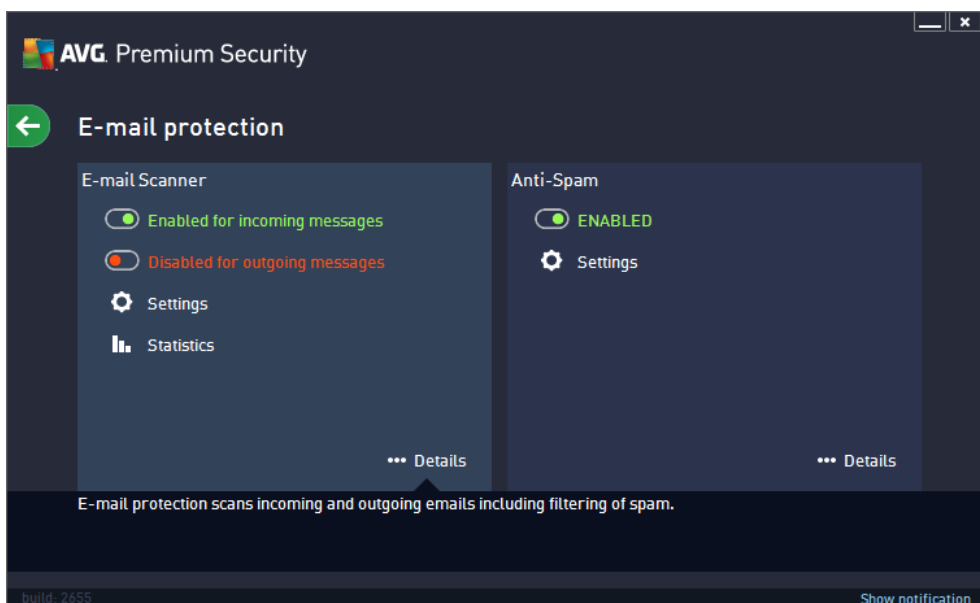 AVG. Premium Security
E-mail protection
E-mail Scanner
Enabled for incoming messages
Disabled for outgoing messages
Settings
Statistics
Details
Anti-Spam
ENABLED
Settings
Details
E-mail protection scans incoming and outgoing emails including filtering of spam.
build: 2655
Show notification